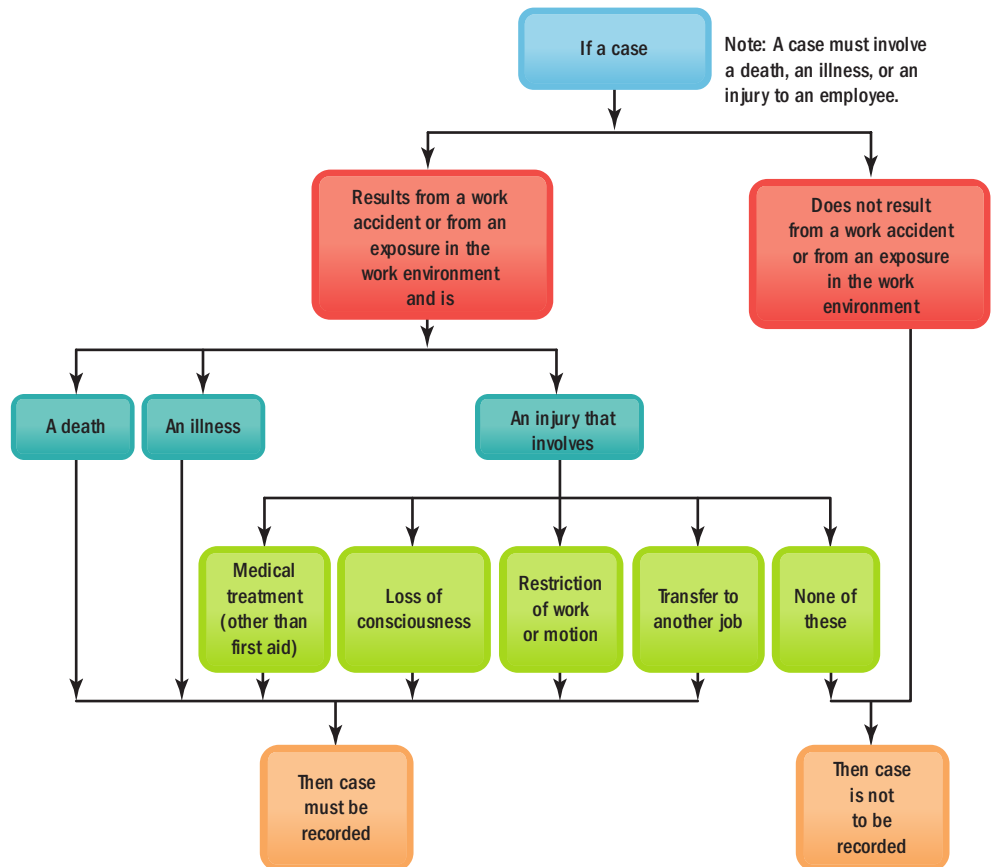 If a case
Note: A case must involve
a death, an illness, or an
injury to an employee.
Results from a work
accident or from an
exposure in the
work environment
and is
Does not result
from a work accident
or from an exposure
in the work
environment
A death
An illness
An injury that
involves
Medical
treatment
(other than
first aid)
Loss of
consciousness
Restriction
of work
or motion
Transfer to
another job
None of
these
Then case
must be
recorded
Then case
is not
to be
recorded